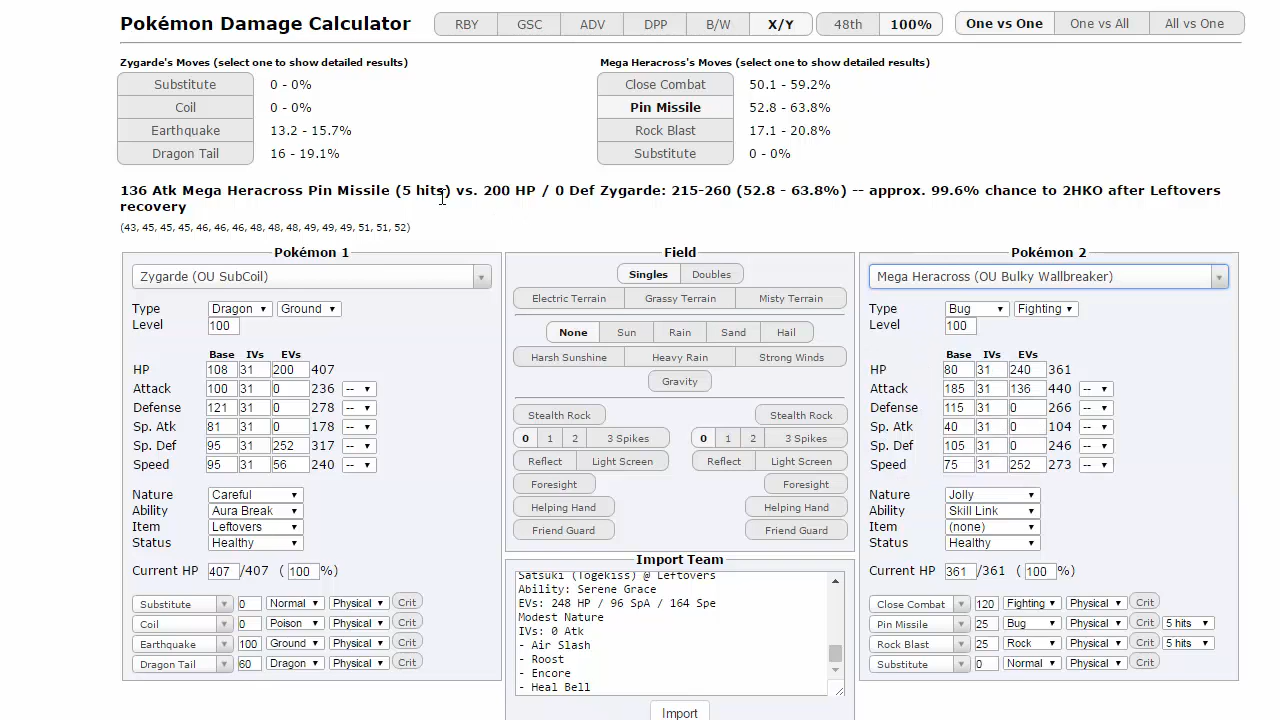 Pokémon Damage Calculator RBY GSC ADV DPP B/W X/Y 48th 100% One vs One One vs All All vs One
Zygarde's Moves (select one to show detailed results) Mega Heracross's Moves (select one to show detailed results)
Substitute 0 - 0% Close Combat 50.1 - 59.2%
Coil 0 - 0% Pin Missile 52.8 - 63.8%
Earthquake 13.2 - 15.7% Rock Blast 17.1 - 20.8%
Dragon Tail 16 - 19.1% Substitute 0 - 0%
136 Atk Mega Heracross Pin Missile (5 hits) vs. 200 HP / 0 Def Zygarde: 215-260 (52.8 - 63.8%) -- approx. 99.6% chance to 2HKO after Leftovers
recovery
(43, 45, 45, 45, 46, 46, 46, 48, 48, 48, 49, 49, 49, 51, 51, 52)
Pokémon 1
Zygarde (OU SubCoil)
Type Dragon Ground
Level 100
Base IVs EVs
HP 108 31 200 407
Attack 100 31 0 236 --
Defense 121 31 0 278 --
Sp. Atk 81 31 0 178 --
Sp. Def 95 31 252 317 --
Speed 95 31 56 240 --
Nature Careful
Ability Aura Break
Item Leftovers
Status Healthy
Current HP 407/407 ( 100 %)
Substitute 0 Normal Physical Crit
Coil 0 Poison Physical Crit
Earthquake 100 Ground Physical Crit
Dragon Tail 60 Dragon Physical Crit
Field
Singles Doubles
Electric Terrain Grassy Terrain Misty Terrain
None Sun Rain Sand Hail
Harsh Sunshine Heavy Rain Strong Winds
Gravity
Stealth Rock Stealth Rock
0 1 2 3 Spikes 0 1 2 3 Spikes
Reflect Light Screen Reflect Light Screen
Foresight Foresight
Helping Hand Helping Hand
Friend Guard Friend Guard
Import Team
Satsuki (Togekiss) @ Leftovers
Ability: Serene Grace
EVs: 248 HP / 96 SpA / 164 Spe
Modest Nature
IVs: 0 Atk
- Air Slash
- Roost
- Encore
- Heal Bell
Import
Pokémon 2
Mega Heracross (OU Bulky Wallbreaker)
Type Bug Fighting
Level 100
Base IVs EVs
HP 80 31 240 361
Attack 185 31 136 440 --
Defense 115 31 0 266 --
Sp. Atk 40 31 0 104 --
Sp. Def 105 31 0 246 --
Speed 75 31 252 273 --
Nature Jolly
Ability Skill Link
Item (none)
Status Healthy
Current HP 361/361 ( 100 %)
Close Combat 120 Fighting Physical Crit
Pin Missile 25 Bug Physical Crit 5 hits
Rock Blast 25 Rock Physical Crit 5 hits
Substitute 0 Normal Physical Crit